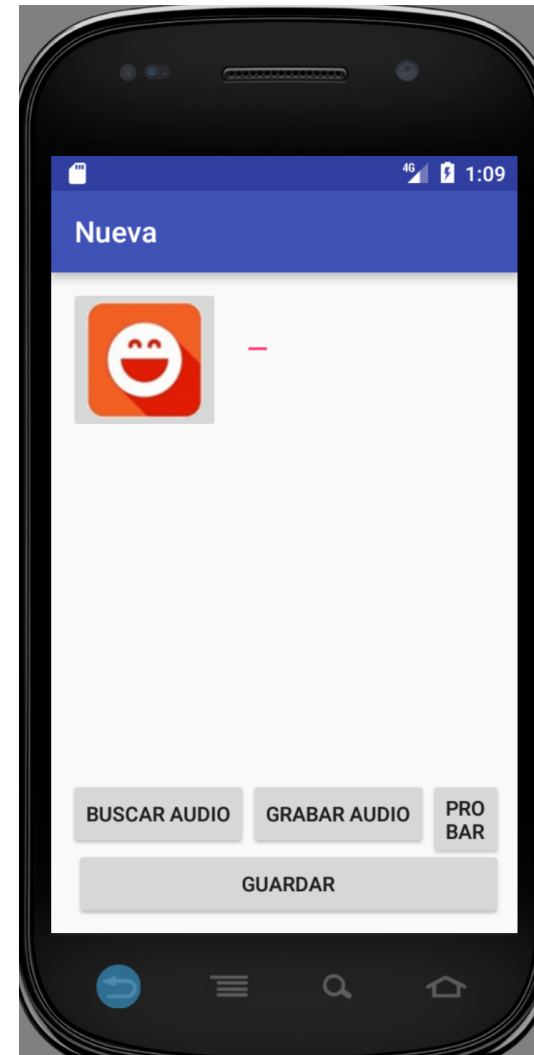 4G 1:09
Nueva
BUSCAR AUDIO GRABAR AUDIO PRO
BAR
GUARDAR